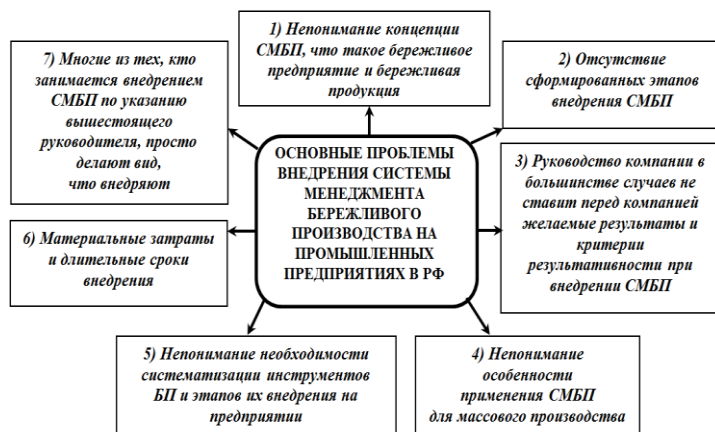 1) Непонимание концепции
СМБП, что такое бережливое
предприятие и бережливая
продукция
2) Отсутствие
сформированных этапов
внедрения СМБП
3) Руководство компании в
большинстве случаев не
ставит перед компанией
желаемые результаты и
критерии
результативности при
внедрении СМБП
4) Непонимание
особенности
применения СМБП
для массового производства
5) Непонимание необходимости
систематизации инструментов
БП и этапов их внедрения на
предприятии
6) Материальные затраты
и длительные сроки
внедрения
7) Многие из тех, кто
занимается внедрением
СМБП по указанию
вышестоящего
руководителя, просто
делают вид,
что внедряют
ОСНОВНЫЕ ПРОБЛЕМЫ
ВНЕДРЕНИЯ СИСТЕМЫ
МЕНЕДЖМЕНТА
БЕРЕЖЛИВОГО
ПРОИЗВОДСТВА НА
ПРОМЫШЛЕННЫХ
ПРЕДПРИЯТИЯХ В РФ